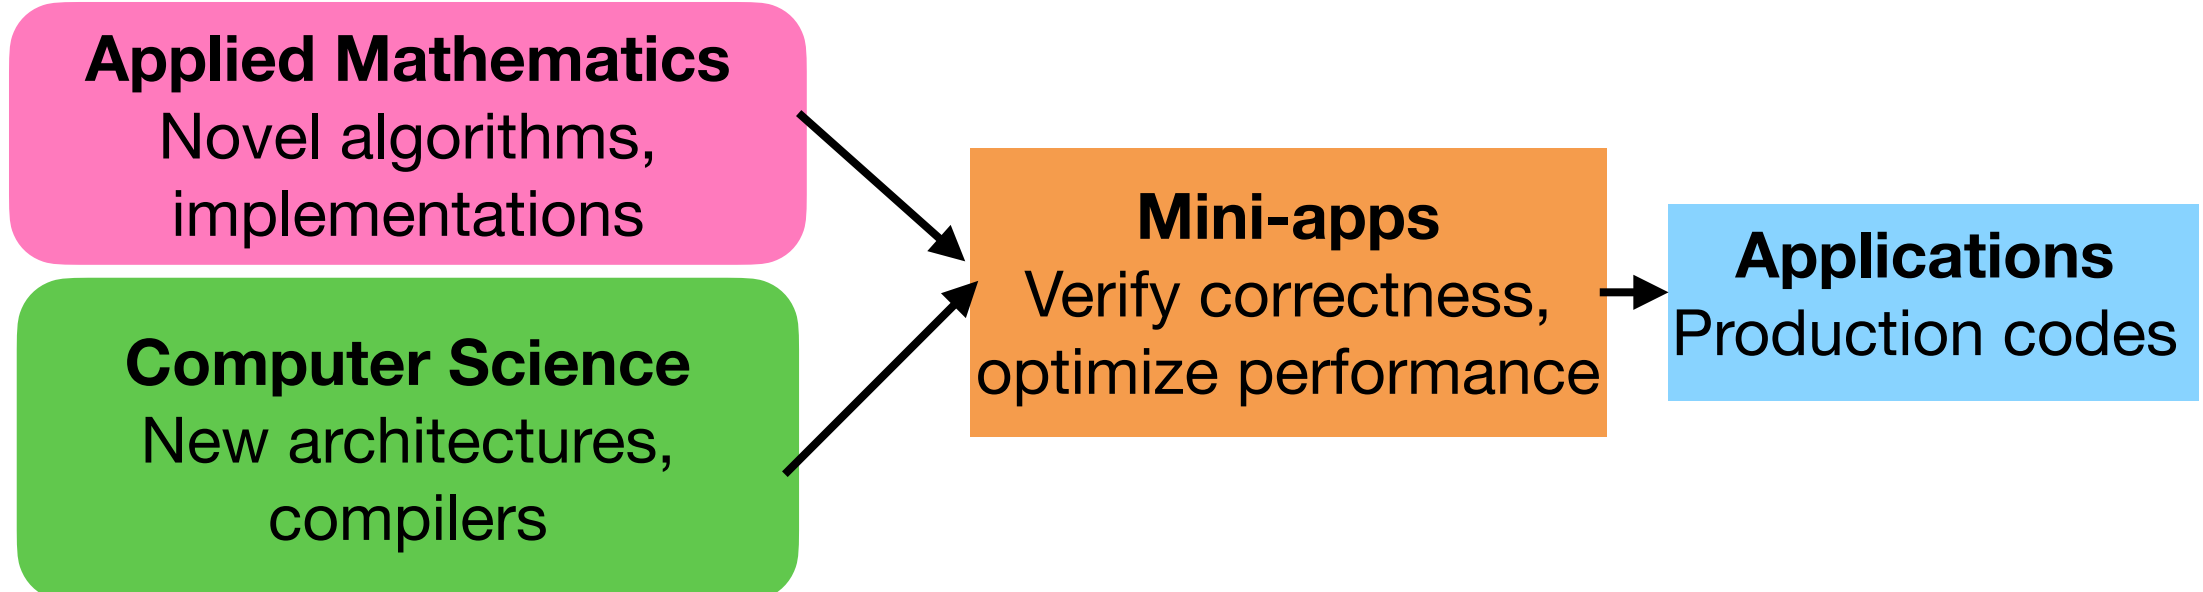 Applied Mathematics
Novel algorithms,
implementations
Computer Science
New architectures,
compilers
Mini-apps
Verify correctness,
optimize performance
Applications
Production codes